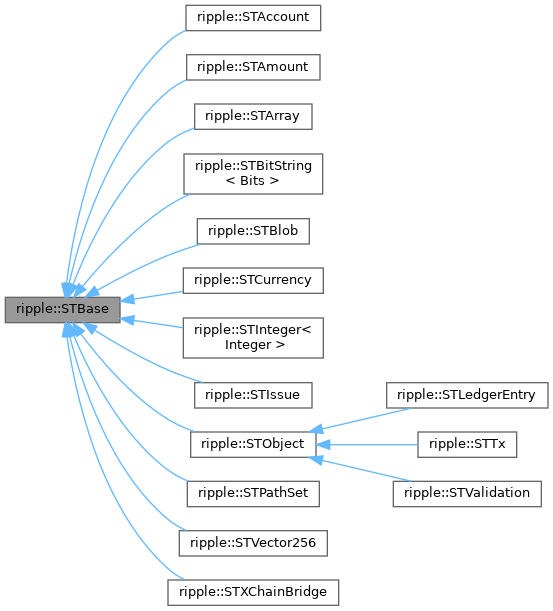 ripple::STAccount
ripple::STAmount
ripple::STArray
ripple::STBitString
< Bits >
ripple::STBlob
ripple::STCurrency
ripple::STBase
ripple::STInteger<
Integer >
ripple::STIssue
ripple::STLedgerEntry
ripple::STObject
ripple::STTx
ripple::STPathSet
ripple::STValidation
ripple::STVector256
ripple::STXChainBridge